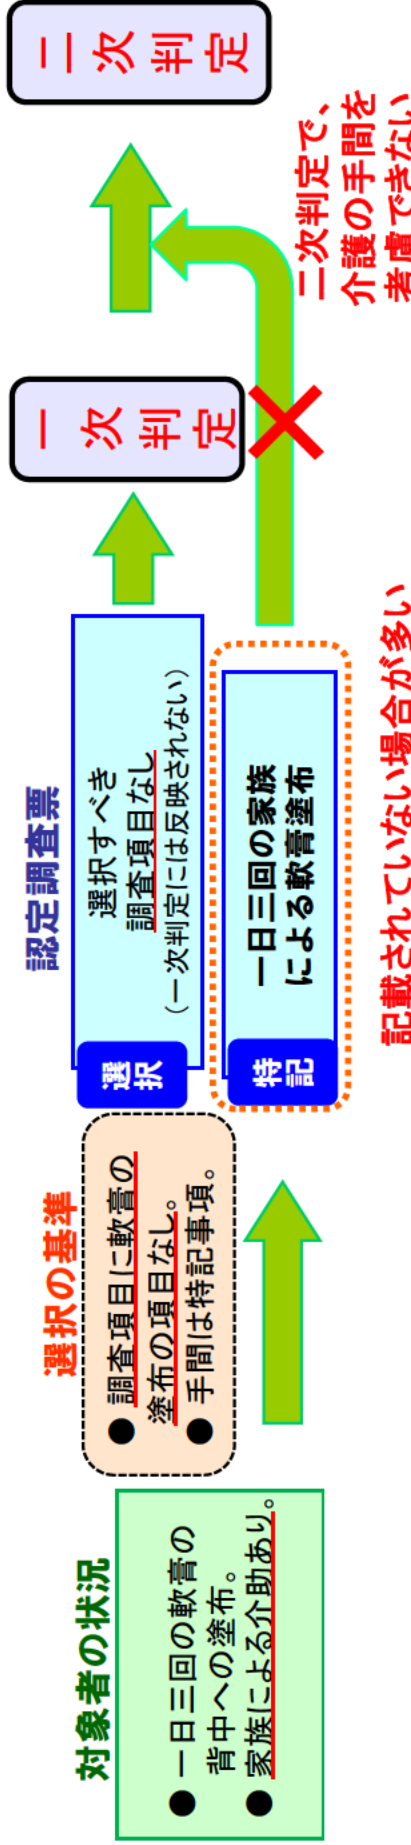 対象者の状況
● 一日三回の軟膏の
背中への塗布。
● 家族による介助あり。
選択の基準
● 調査項目に軟膏の
塗布の項目なし。
● 手間は特記事項。
認定調査票
選択
選択すべき
調査項目なし
（一次判定には反映されない）
特記
一日三回の家族
による軟膏塗布
記載されていない場合が多い
一次判定
二次判定で、
介護の手間を
考慮できない
二次判定